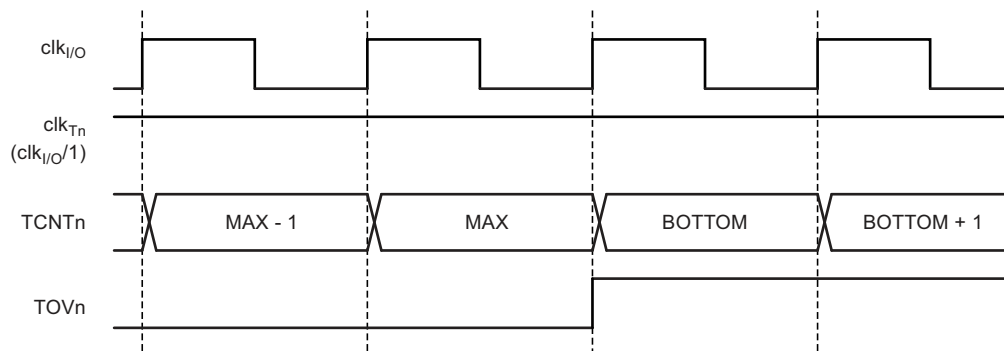 clkI/O
clkTn
(clkI/O/1)
TCNTn MAX - 1 MAX BOTTOM BOTTOM + 1
TOVn